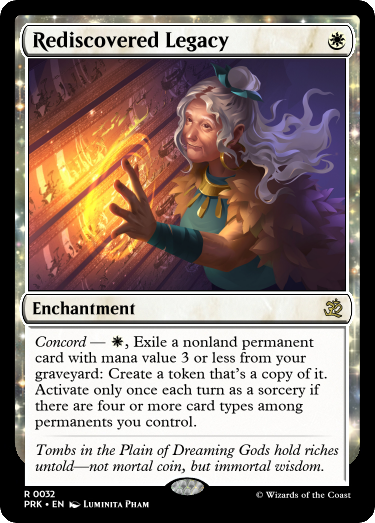 Rediscovered Legacy
Enchantment
Concord — , Exile a nonland permanent
card with mana value 3 or less from your
graveyard: Create a token that's a copy of it.
Activate only once each turn as a sorcery if
there are four or more card types among
permanents you control.
Tombs in the Plain of Dreaming Gods hold riches
untold—not mortal coin, but immortal wisdom.
R 0032
PRK • EN Luminita Pham
© Wizards of the Coast